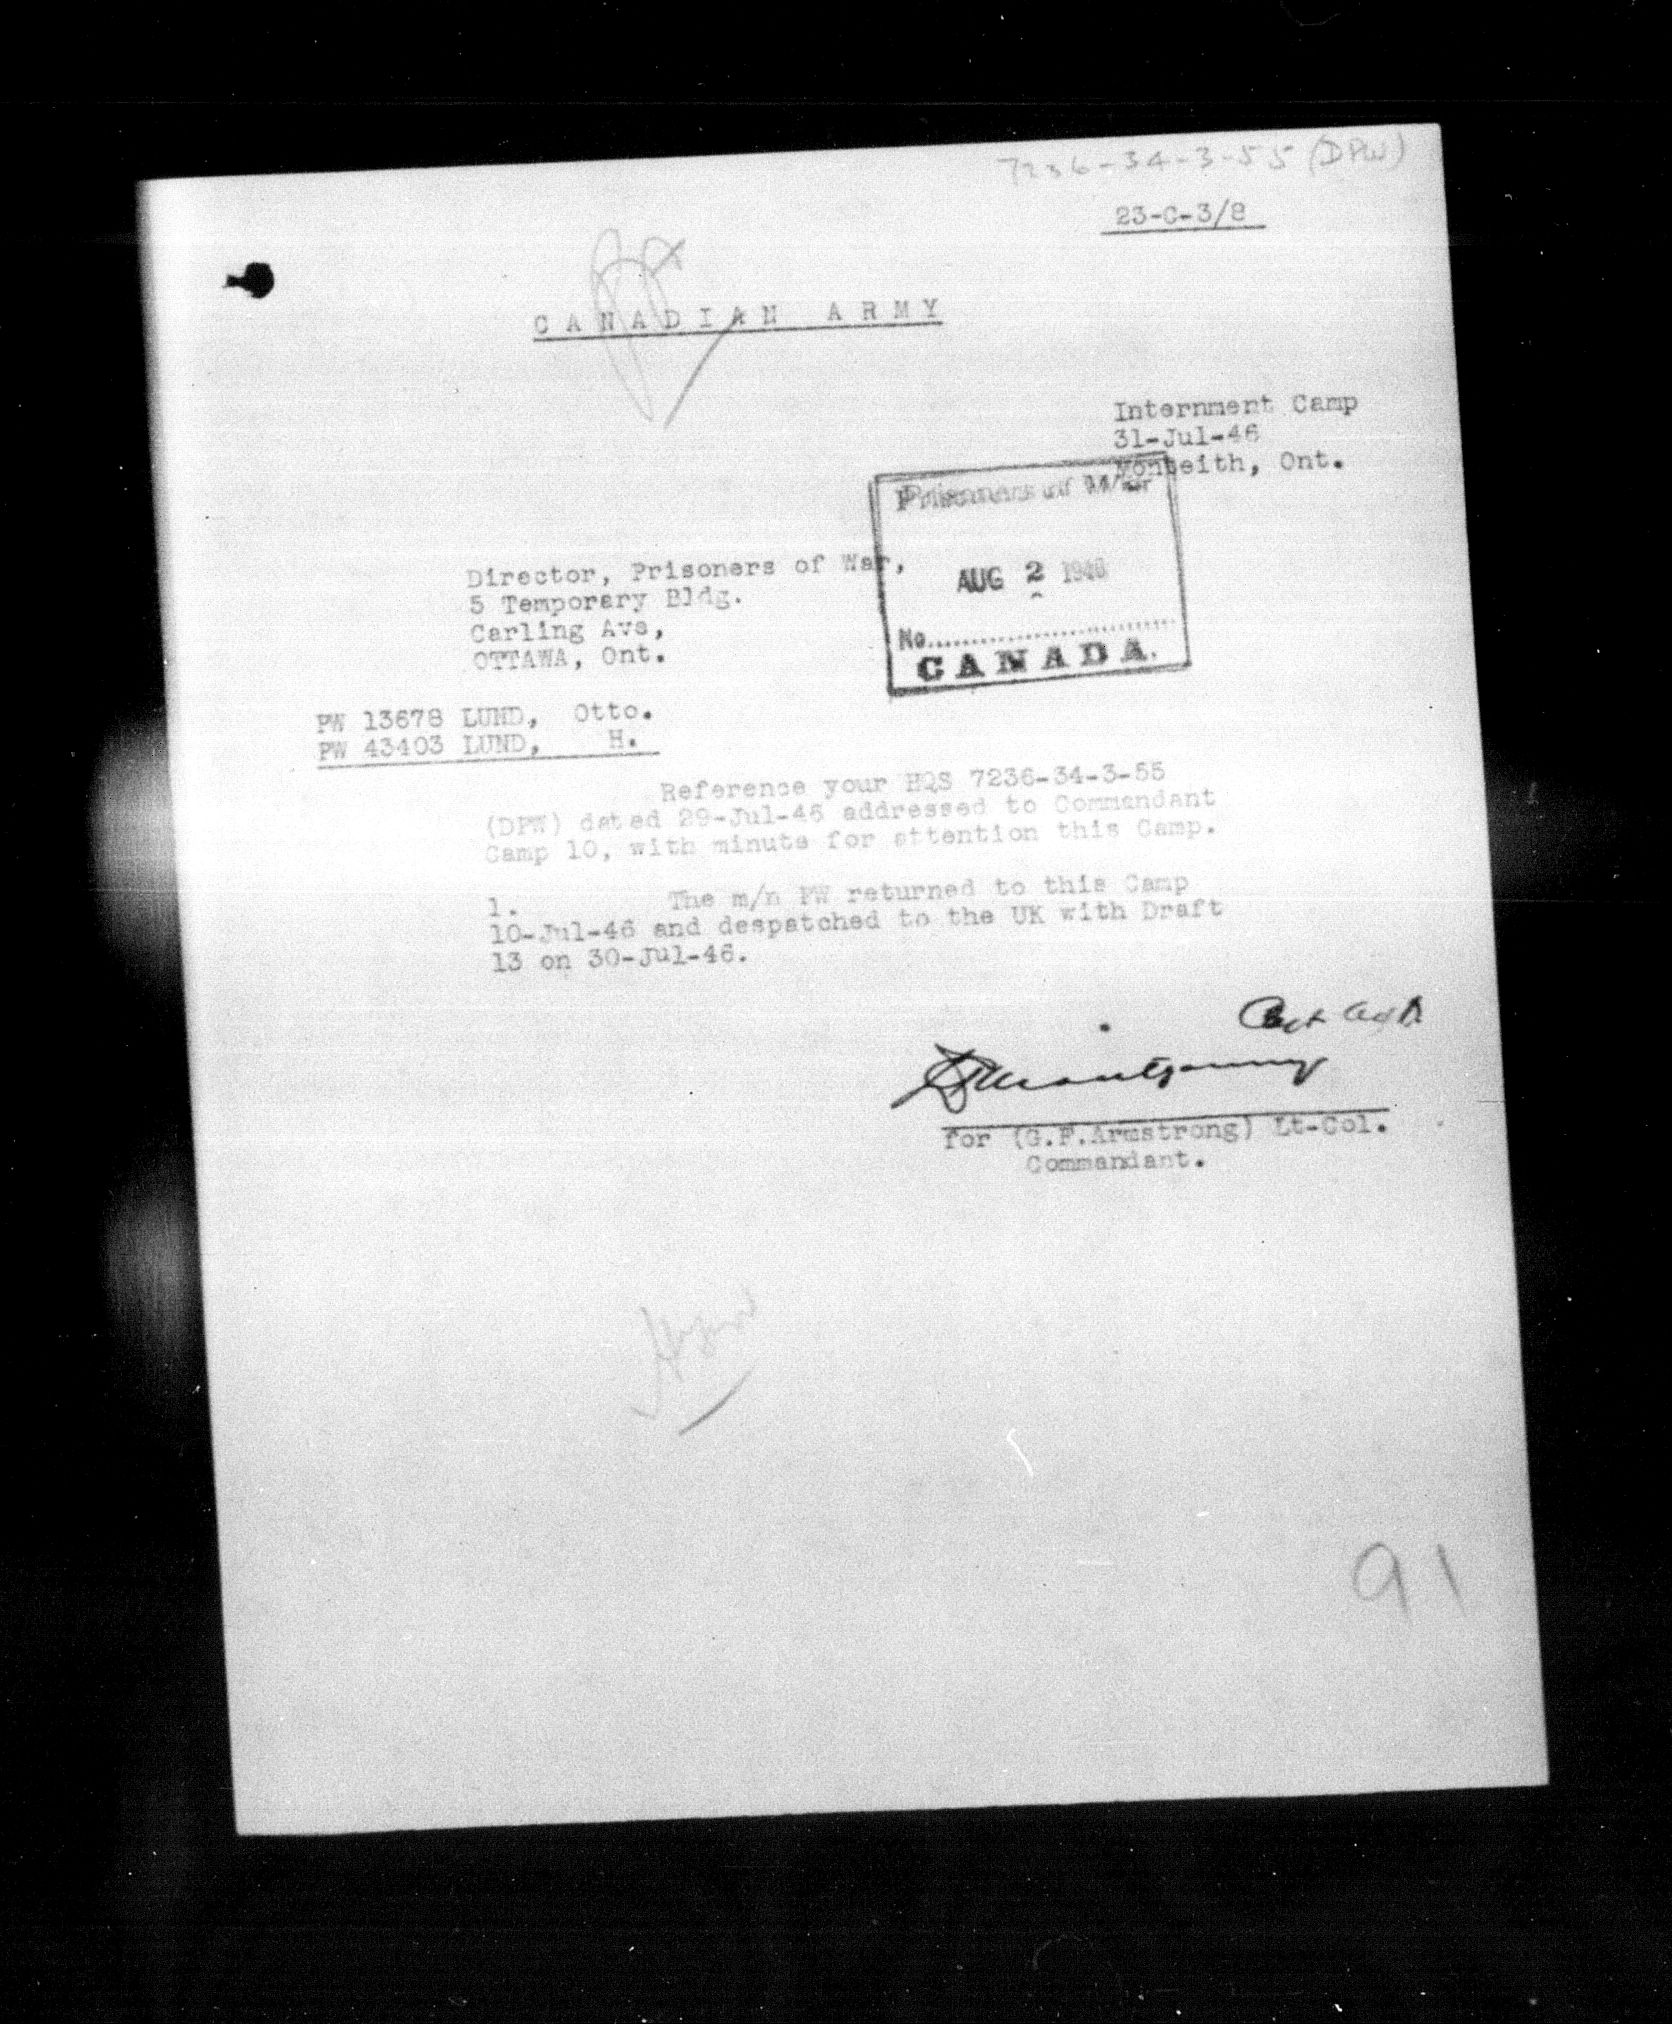 7236-34-3-55 (DPW)
23-C-3/8
CANADIAN ARMY
Internment Camp
31-Jul-46
Monteith, Ont.
Prisoners of War
AUG 2 1946
No.
CANADA.
Director, Prisoners of War,
5 Temporary Bldg.
Carling Ave,
OTTAWA, Ont.
PW 13678 LUND, Otto.
PW 43403 LUND, H.
Reference your HQS 7236-34-3-55
(DPW) dated 29-Jul-46 addressed to Commandant
Camp 10, with minute for attention this Camp.
1. The m/n PW returned to this Camp
10-Jul-46 and despatched to the UK with Draft
13 on 30-Jul-46.
Montgomery
for (G.F.Armstrong) Lt-Col.
Commandant.
91